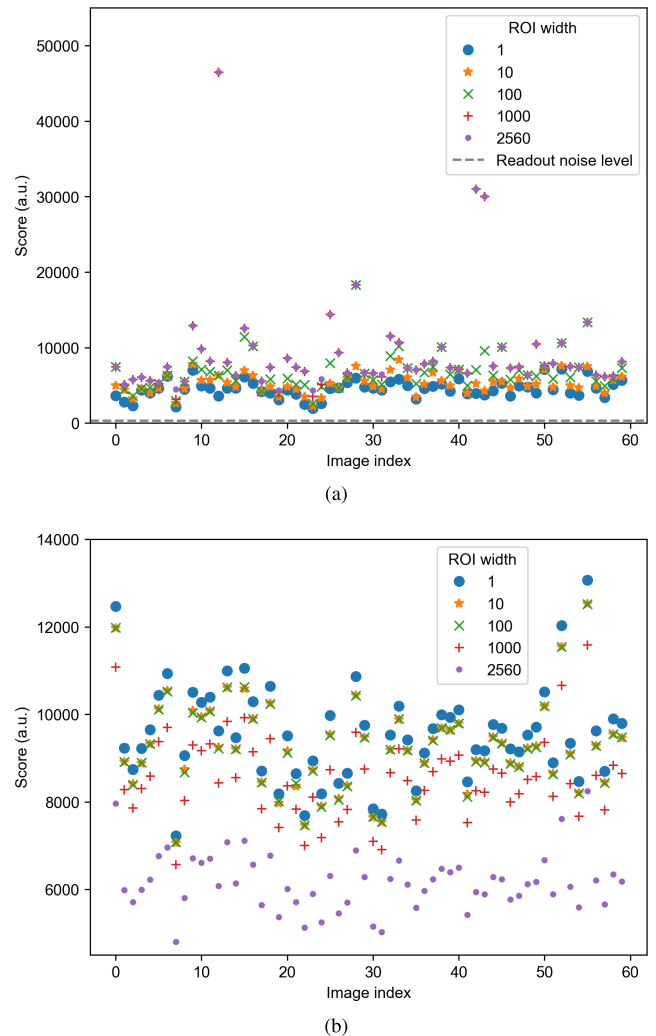 50000
40000
30000
20000
10000
0
Score (a.u.)
ROI width
1
10
100
1000
2560
Readout noise level
0 10 20 30 40 50 60
Image index
(a)
14000
12000
10000
8000
6000
Score (a.u.)
ROI width
1
10
100
1000
2560
0 10 20 30 40 50 60
Image index
(b)